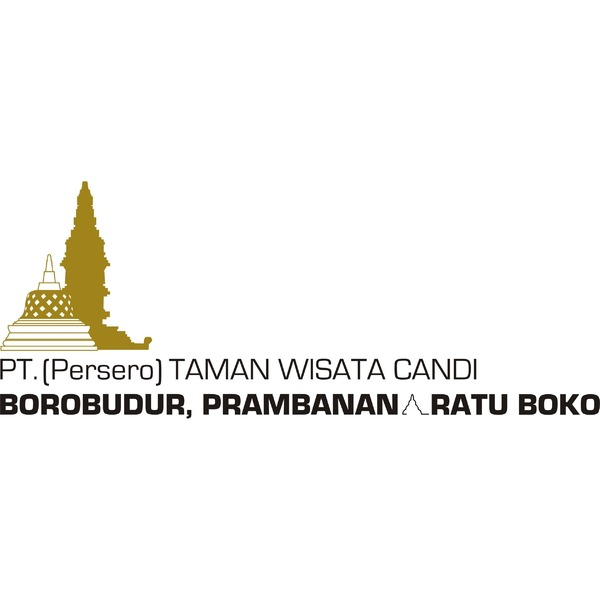 PT. (Persero) TAMAN WISATA CANDI
BOROBUDUR, PRAMBANAN RATU BOKO